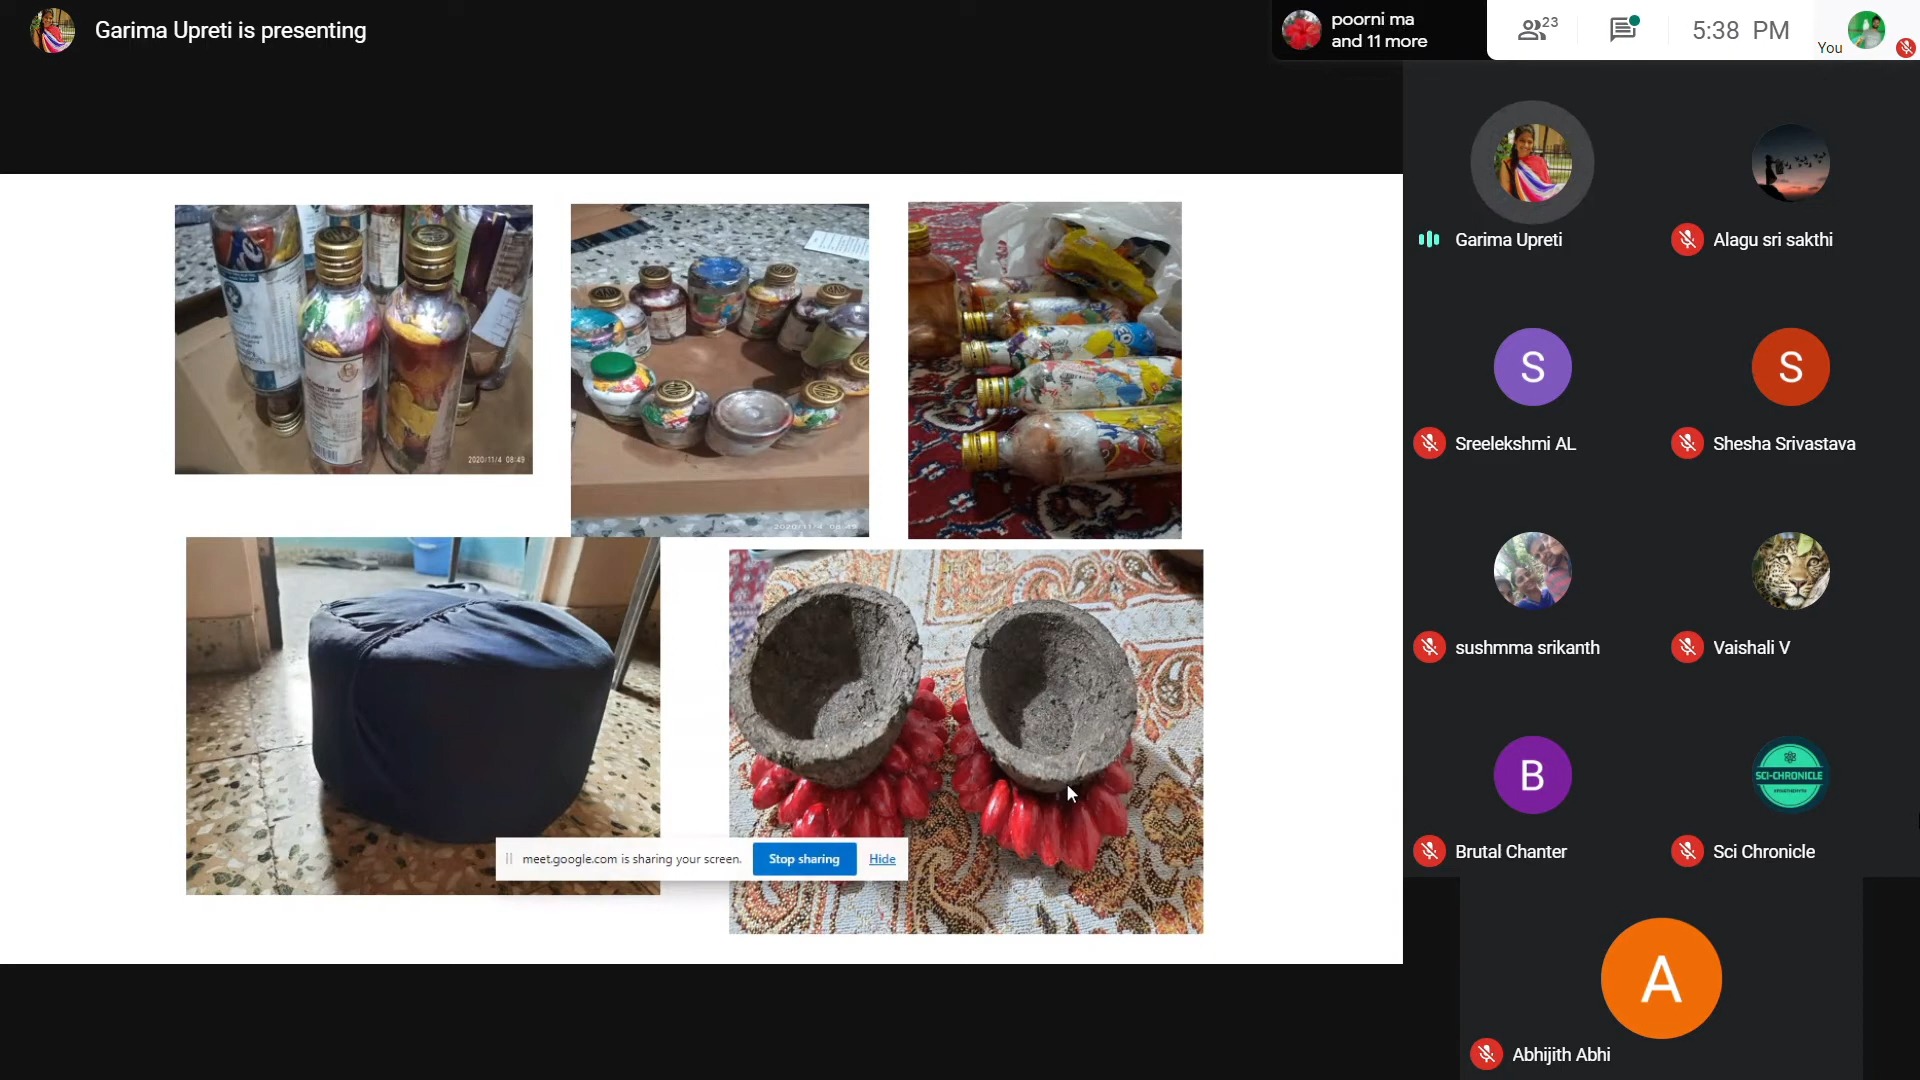 Garima Upreti is presenting
poorni ma
and 11 more
23
5:38 PM
You
Garima Upreti
Alagu sri sakthi
S
S
Sreelekshmi AL
Shesha Srivastava
sushmma srikanth
Vaishali V
B
SCI-CHRONICLE
Brutal Chanter
Sci Chronicle
A
Abhijith Abhi
2020/11/4 08:49
meet.google.com is sharing your screen.
Stop sharing
Hide